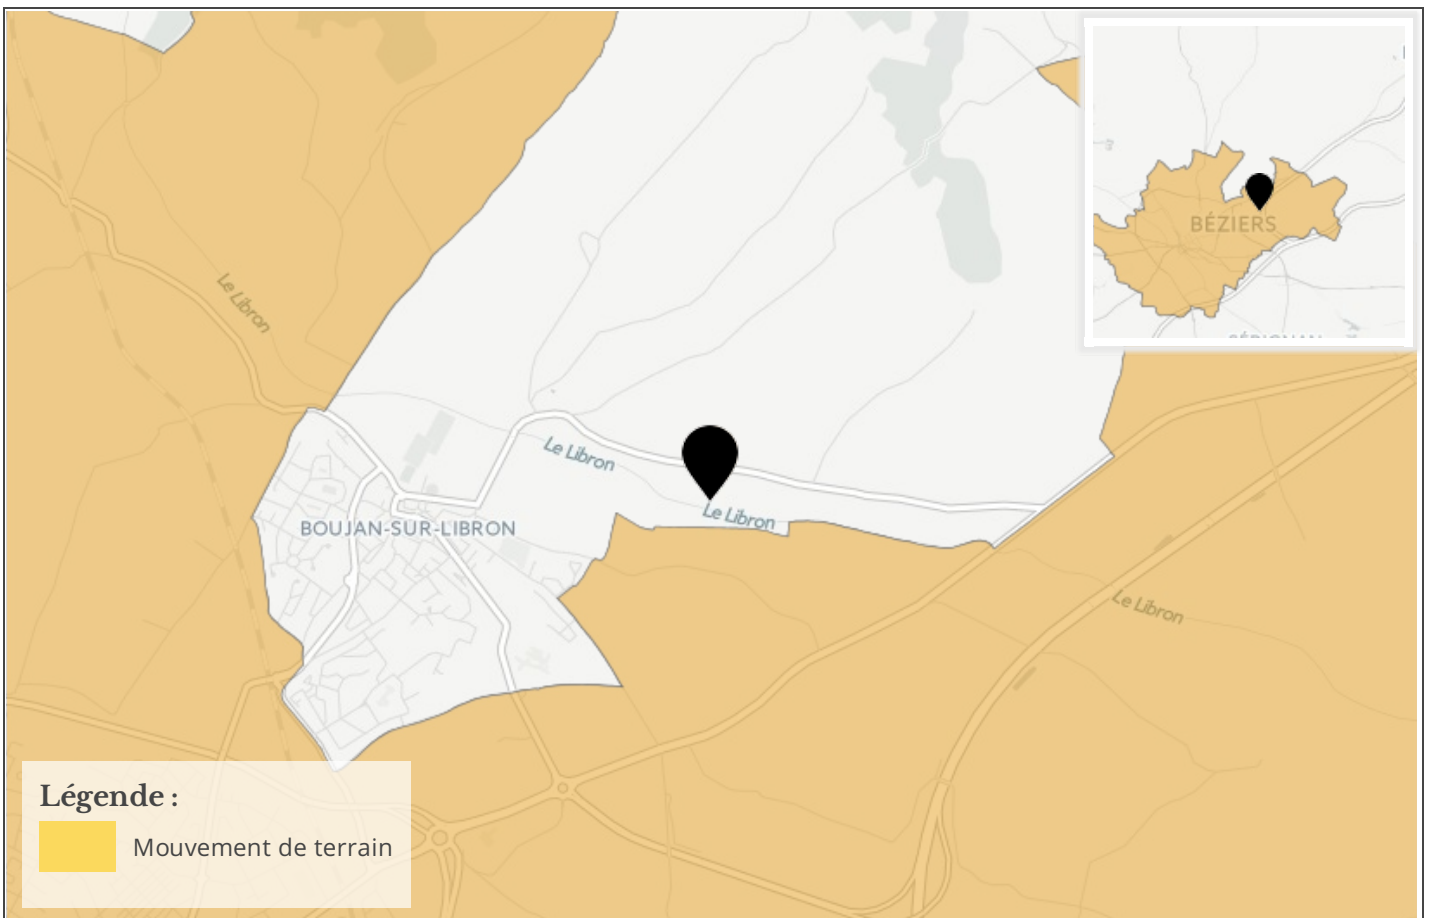 BÉZIERS
Le Libron
Le Libron
Le Libron
BOUJAN-SUR-LIBRON
Le Libron
Légende :
Mouvement de terrain